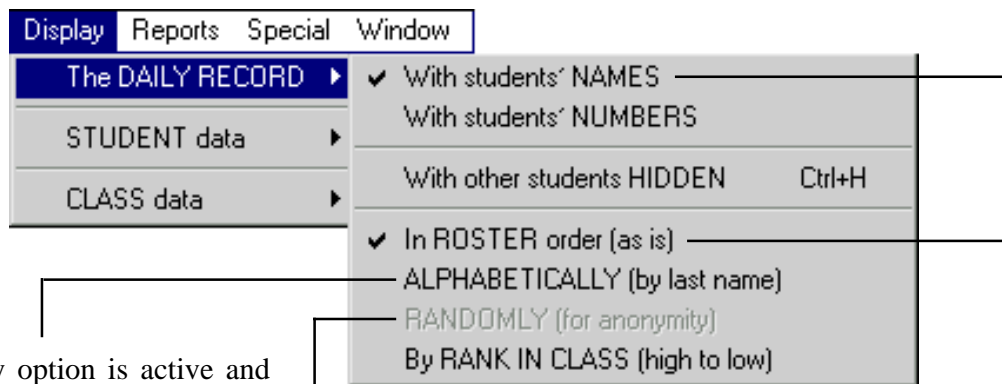 Display Reports Special Window
The DAILY RECORD
STUDENT data
CLASS data
✔ With students´ NAMES
With students´ NUMBERS
With other students HIDDEN Ctrl+H
✔ In ROSTER order (as is)
ALPHABETICALLY (by last name)
RANDOMLY (for anonymity)
By RANK IN CLASS (high to low)
option is active and